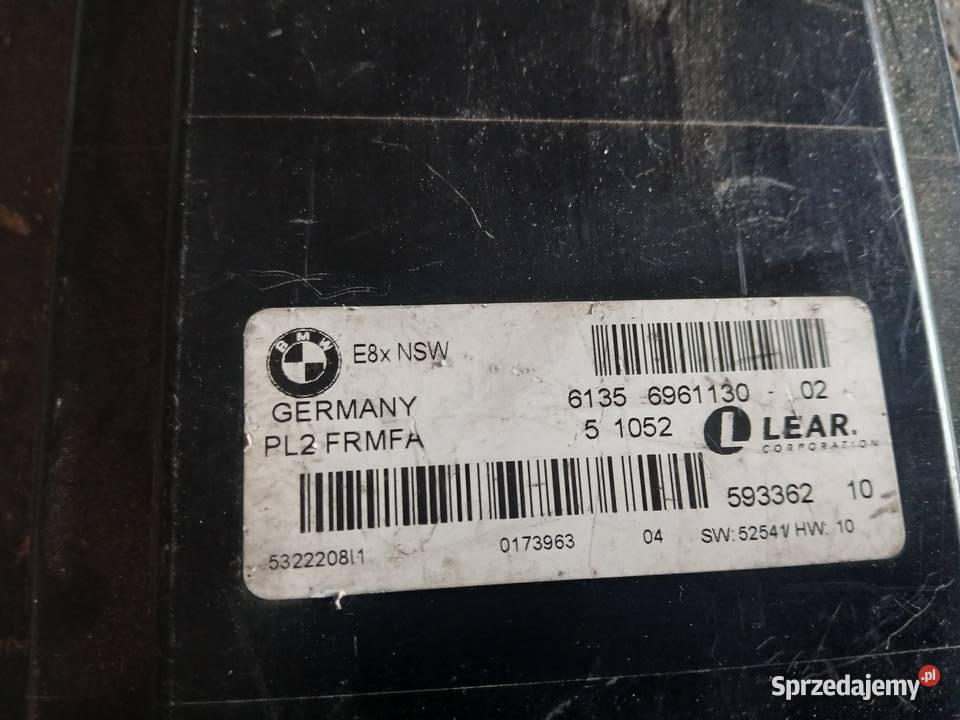 BMW
E8x NSW
GERMANY
PL2 FRMFA
6135 6961130 - 02
5 1052
LEAR.
CORPORATION
593362 10
5322208I1
0173963 04 SW: 52541/ HW: 10
Sprzedajemy.pl